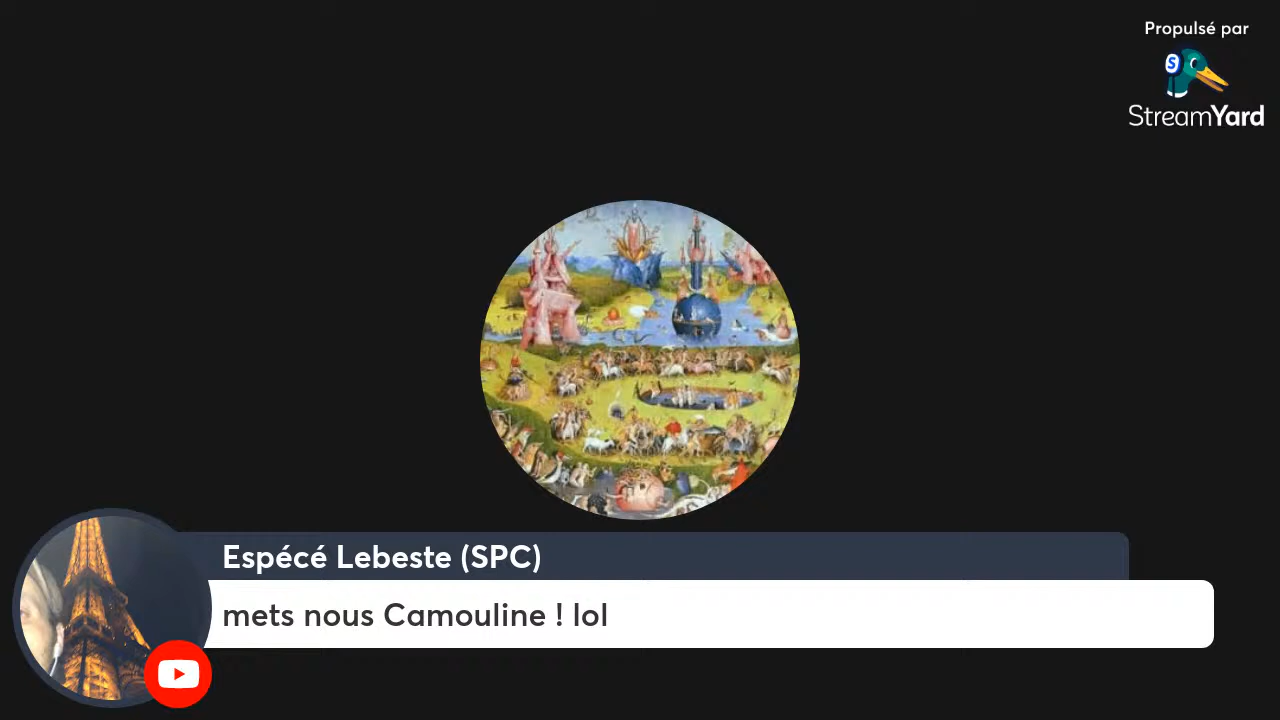 Propulsé par
S
StreamYard
Espécé Lebeste (SPC)
mets nous Camouline ! lol